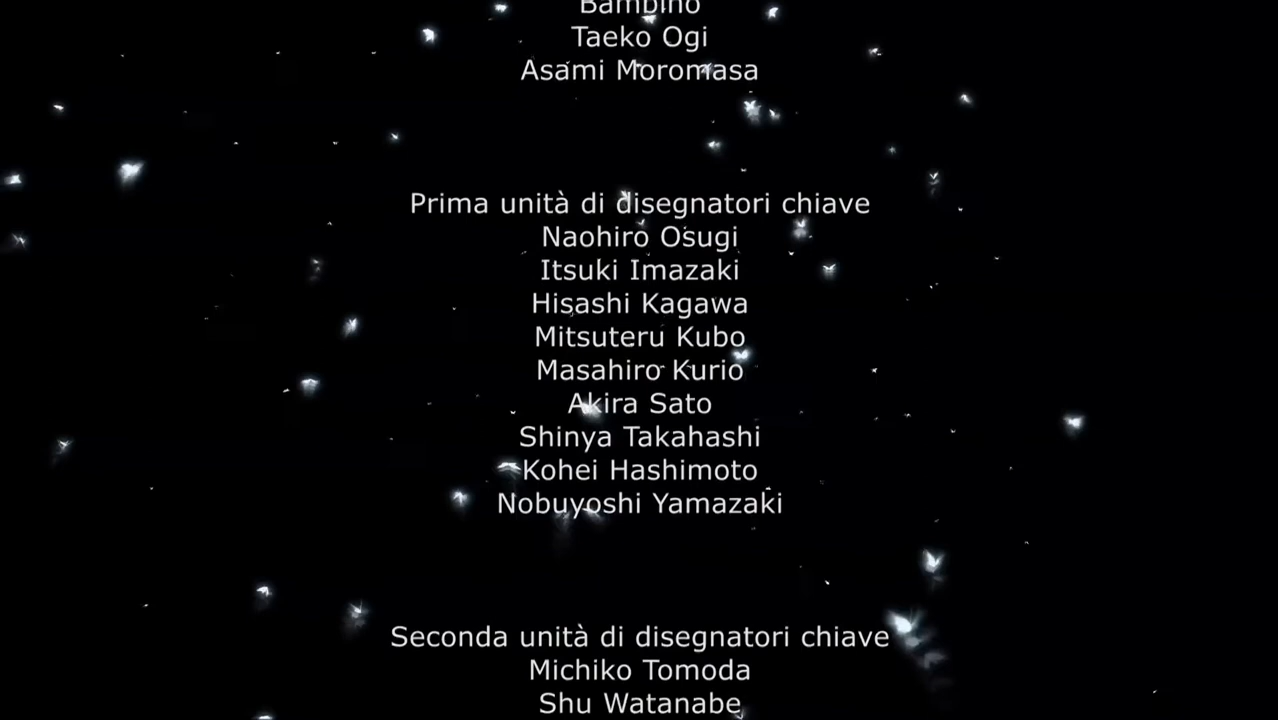 Bambino
Taeko Ogi
Asami Moromasa
Prima unità di disegnatori chiave
Naohiro Osugi
Itsuki Imazaki
Hisashi Kagawa
Mitsuteru Kubo
Masahiro Kurio
Akira Sato
Shinya Takahashi
Kohei Hashimoto
Nobuyoshi Yamazaki
Seconda unità di disegnatori chiave
Michiko Tomoda
Shu Watanabe